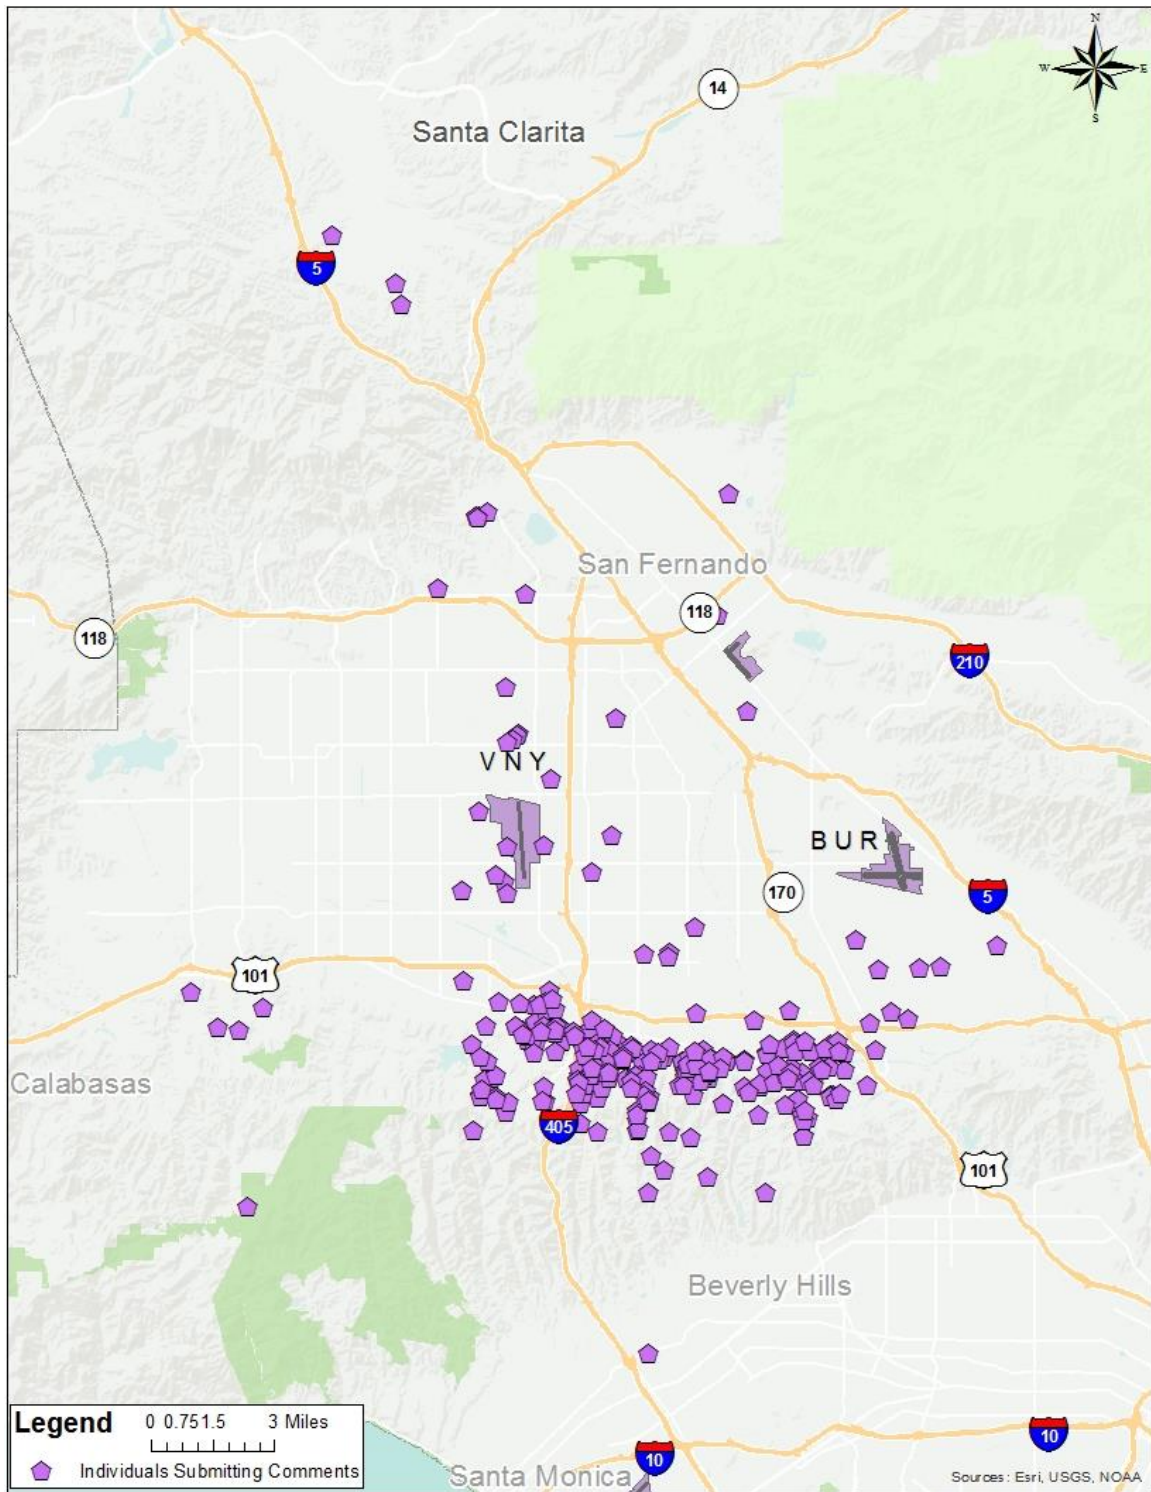 N
W E
S
14
Santa Clarita
5
San Fernando
118
118
210
VNY
BUR
170
5
101
Calabasas
405
101
Beverly Hills
Legend
0 0.75 1.5 3 Miles
Individuals Submitting Comments
10
10
Santa Monica
Sources: Esri, USGS, NOAA